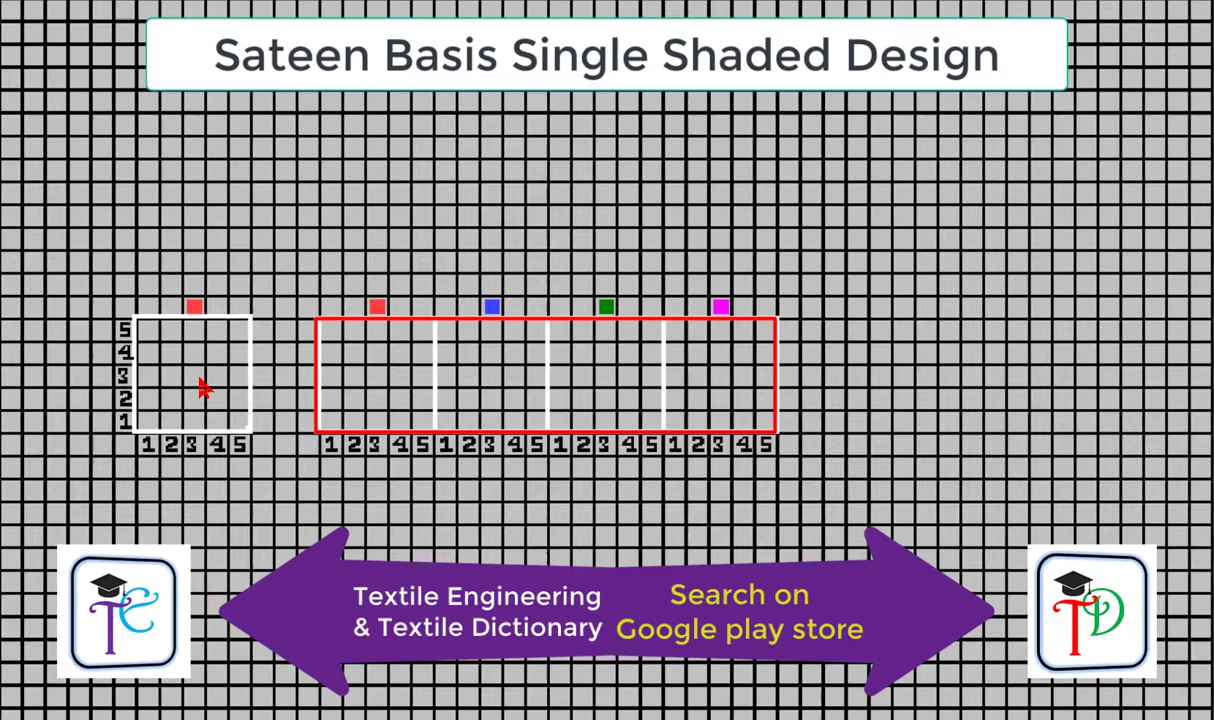 Sateen Basis Single Shaded Design
5
4
3
2
1
1 2 3 4 5
1 2 3 4 5 1 2 3 4 5 1 2 3 4 5 1 2 3 4 5
Textile Engineering
& Textile Dictionary
Search on
Google play store
TE
TD